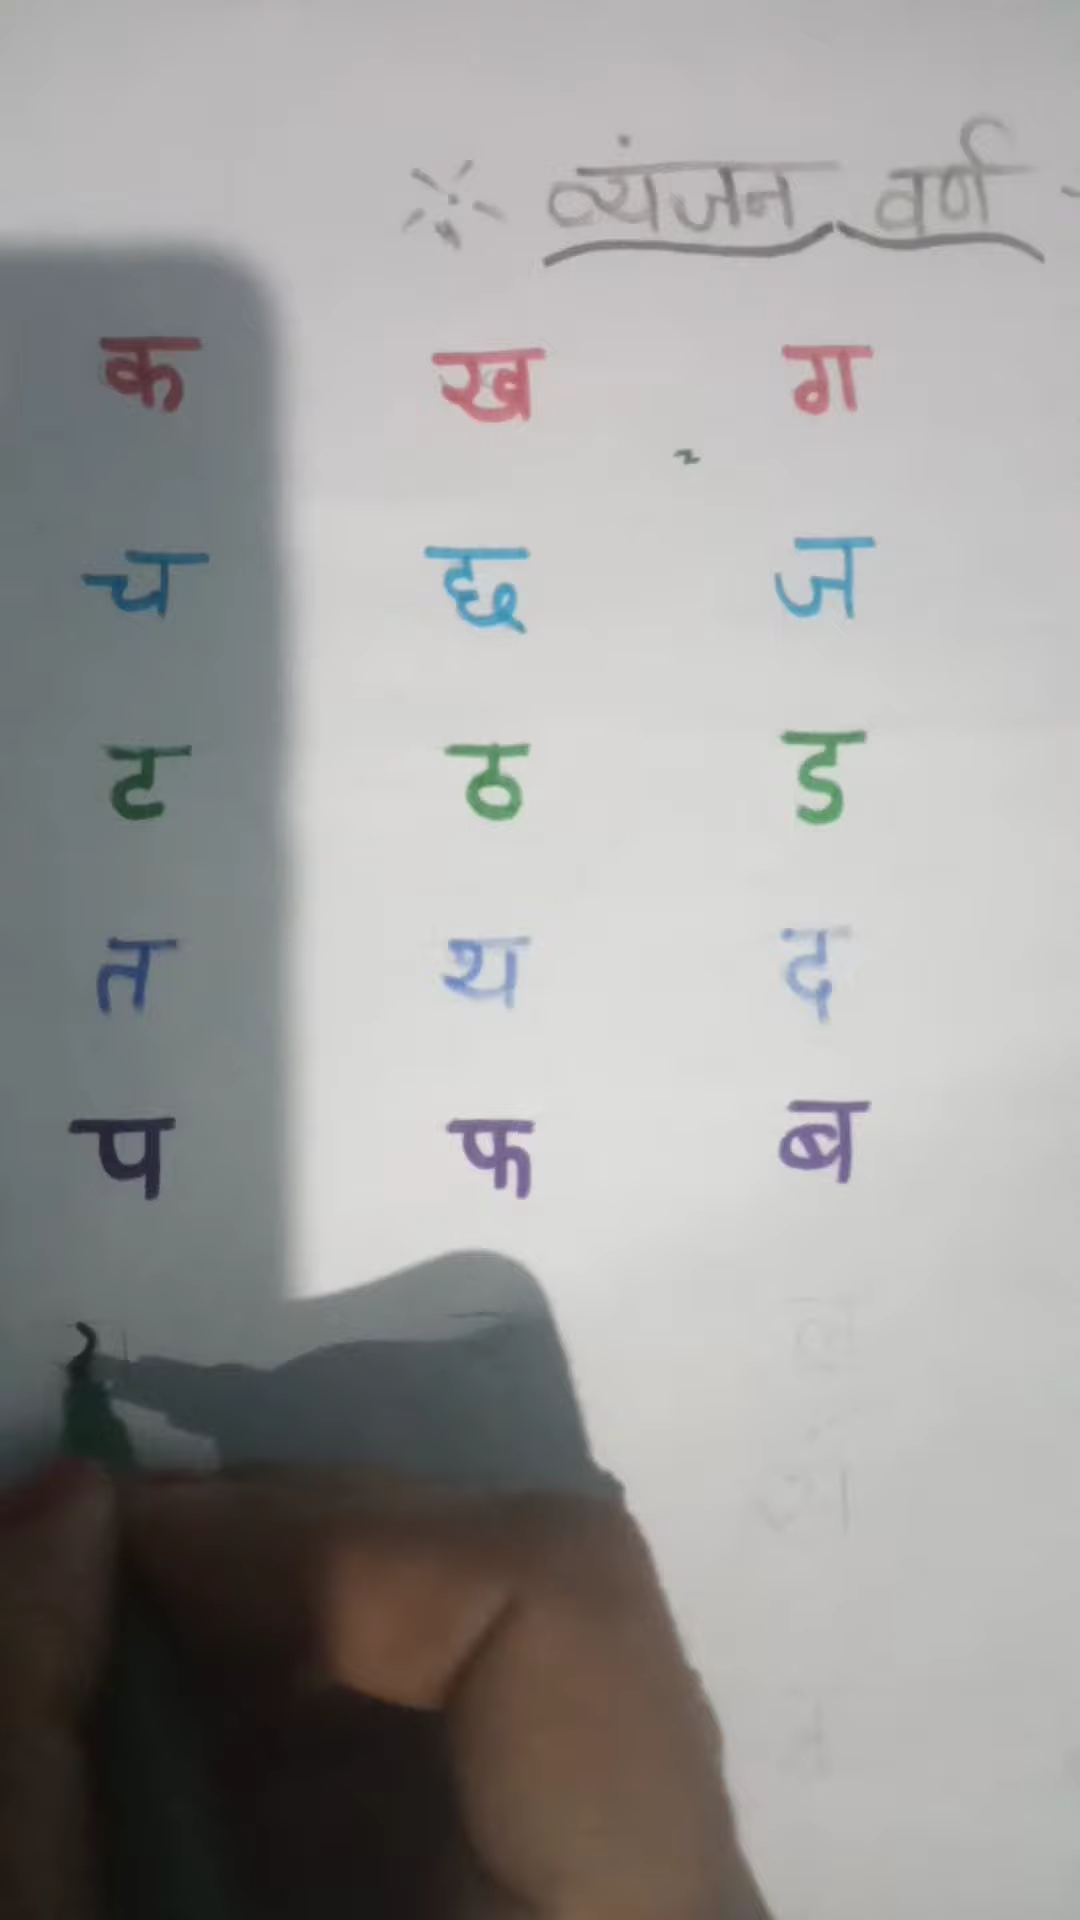 व्यंजन वर्ण
क ख ग
च छ ज
ट ठ ड
त थ द
प फ ब